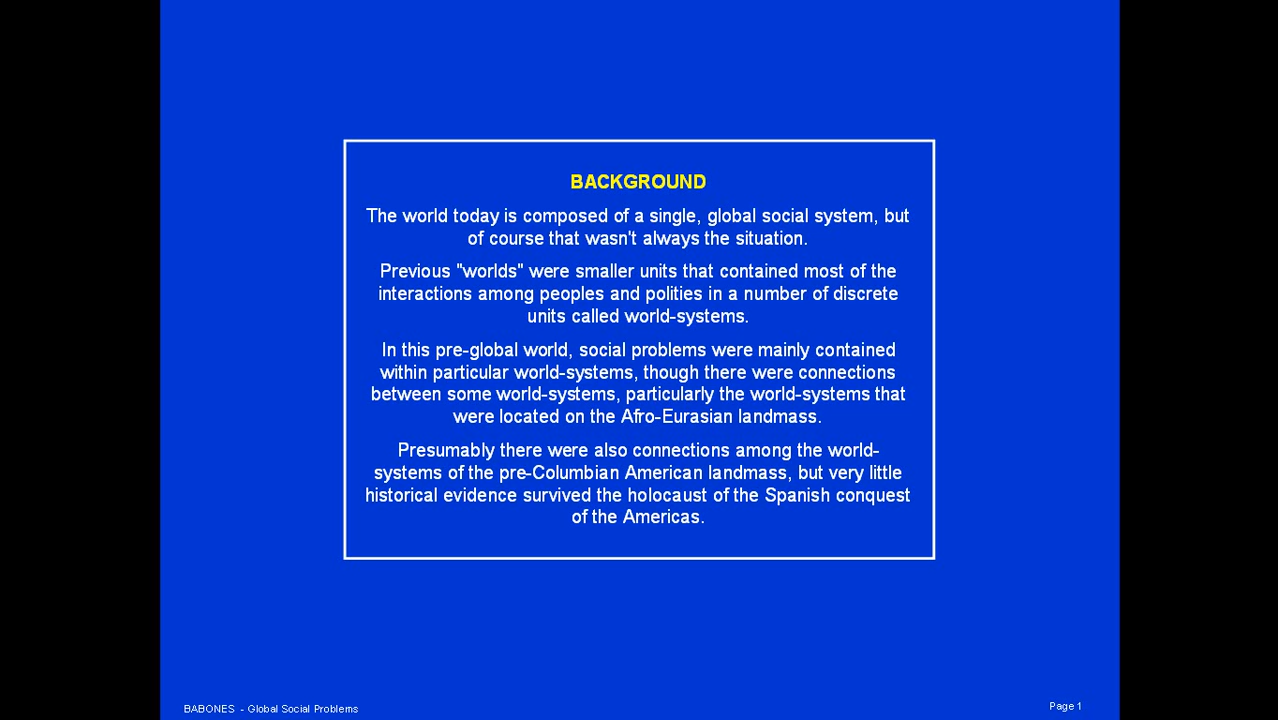 BACKGROUND
The world today is composed of a single, global social system, but
of course that wasn't always the situation.
Previous "worlds" were smaller units that contained most of the
interactions among peoples and polities in a number of discrete
units called world-systems.
In this pre-global world, social problems were mainly contained
within particular world-systems, though there were connections
between some world-systems, particularly the world-systems that
were located on the Afro-Eurasian landmass.
Presumably there were also connections among the world-
systems of the pre-Columbian American landmass, but very little
historical evidence survived the holocaust of the Spanish conquest
of the Americas.
BABONES - Global Social Problems
Page 1